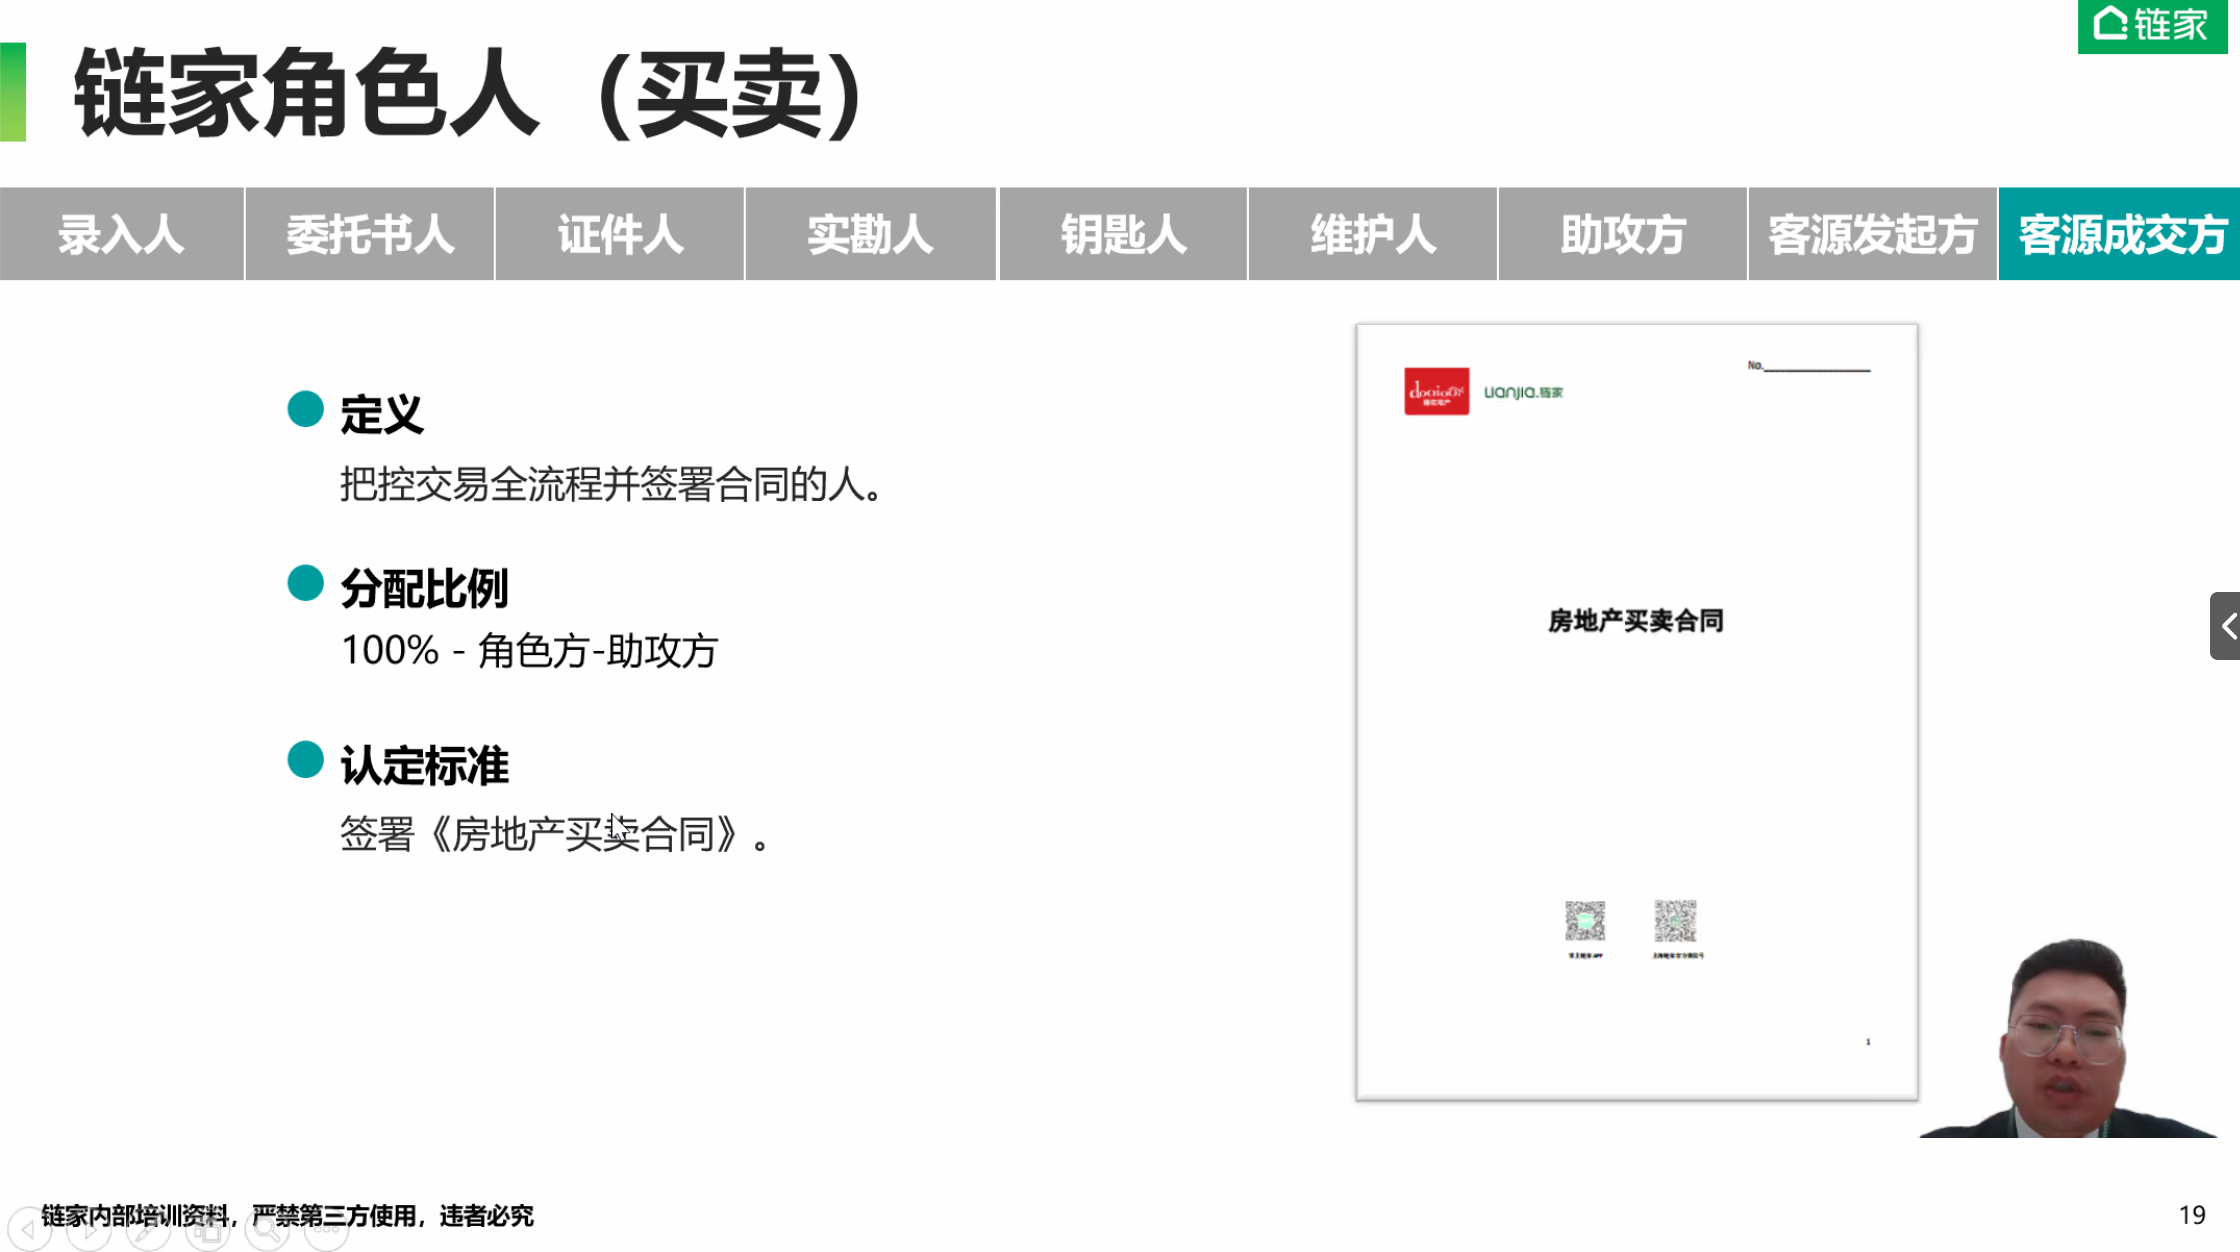 链家
链家角色人（买卖）
录入人 委托书人 证件人 实勘人 钥匙人 维护人 助攻方 客源发起方 客源成交方
定义
把控交易全流程并签署合同的人。
分配比例
100% - 角色方-助攻方
认定标准
签署《房地产买卖合同》。
No.
Lianjia.链家
房地产买卖合同
1
链家内部培训资料，严禁第三方使用，违者必究
19